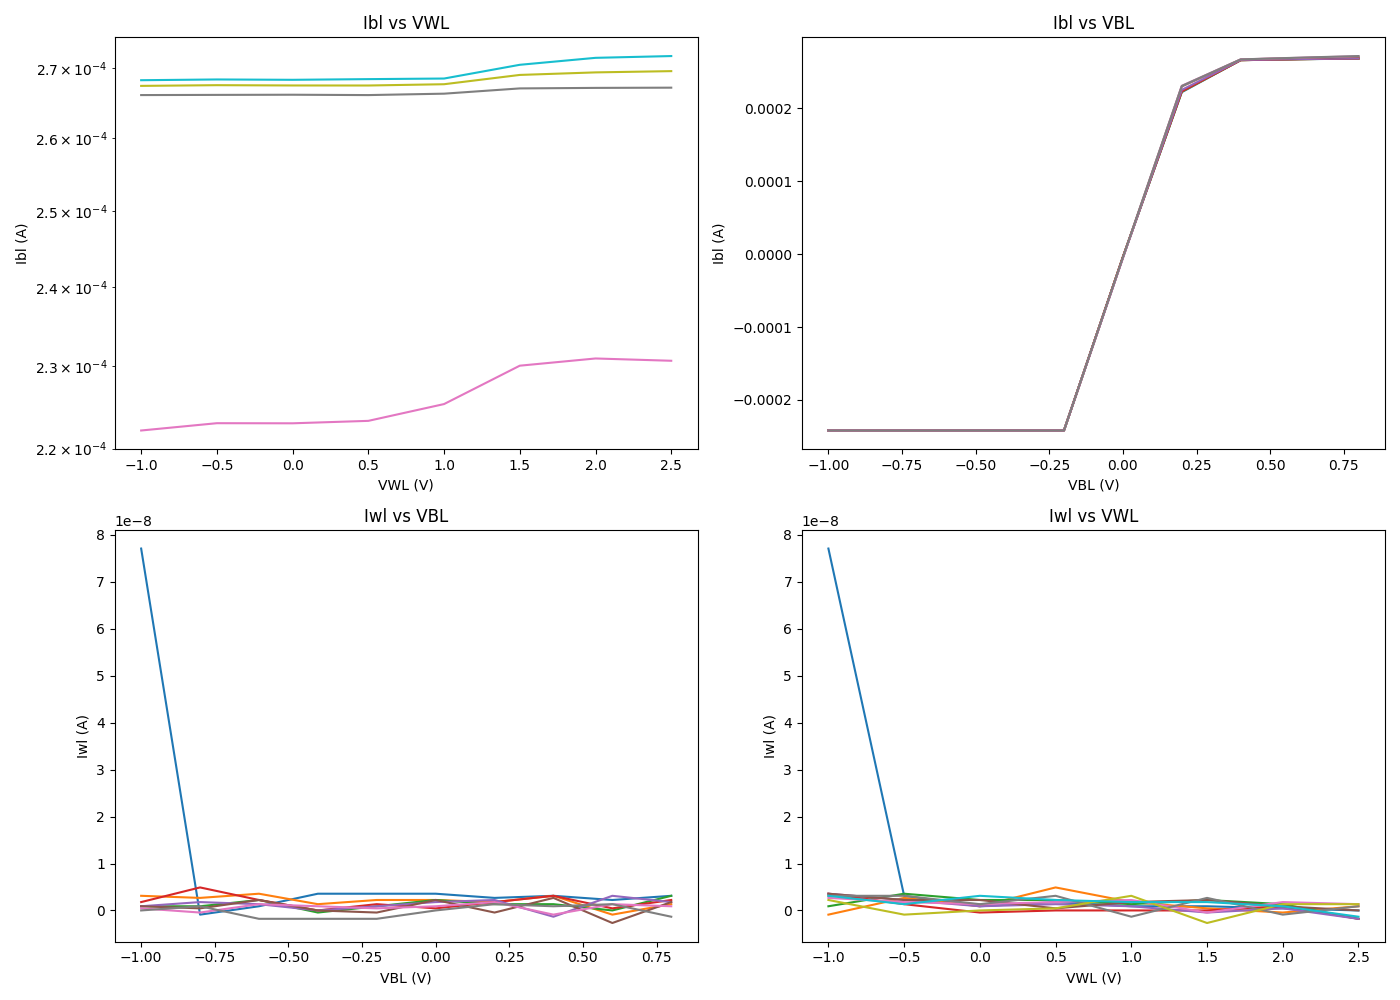 Ibl vs VWL
Ibl (A)
2.7 × 10⁻⁴
2.6 × 10⁻⁴
2.5 × 10⁻⁴
2.4 × 10⁻⁴
2.3 × 10⁻⁴
2.2 × 10⁻⁴
−1.0 −0.5 0.0 0.5 1.0 1.5 2.0 2.5
VWL (V)
Ibl vs VBL
Ibl (A)
0.0002
0.0001
0.0000
−0.0001
−0.0002
−1.00 −0.75 −0.50 −0.25 0.00 0.25 0.50 0.75
VBL (V)
Iwl vs VBL
1e−8
Iwl (A)
8
7
6
5
4
3
2
1
0
−1.00 −0.75 −0.50 −0.25 0.00 0.25 0.50 0.75
VBL (V)
Iwl vs VWL
1e−8
Iwl (A)
8
7
6
5
4
3
2
1
0
−1.0 −0.5 0.0 0.5 1.0 1.5 2.0 2.5
VWL (V)